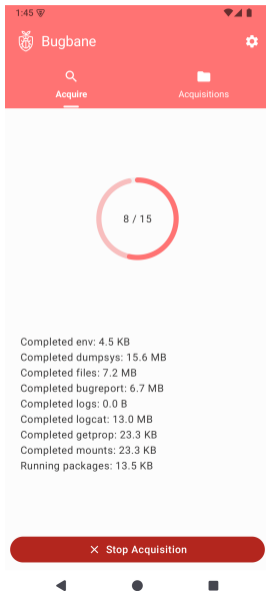 1:45
Bugbane
Acquire
Acquisitions
8 / 15
Completed env: 4.5 KB
Completed dumpsys: 15.6 MB
Completed files: 7.2 MB
Completed bugreport: 6.7 MB
Completed logs: 0.0 B
Completed logcat: 13.0 MB
Completed getprop: 23.3 KB
Completed mounts: 23.3 KB
Running packages: 13.5 KB
Stop Acquisition